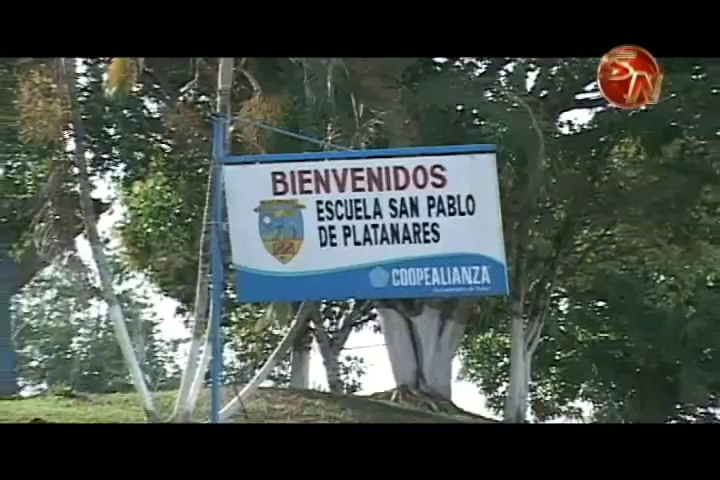 BIENVENIDOS
ESCUELA SAN PABLO
DE PLATANARES
COOPEALIANZA